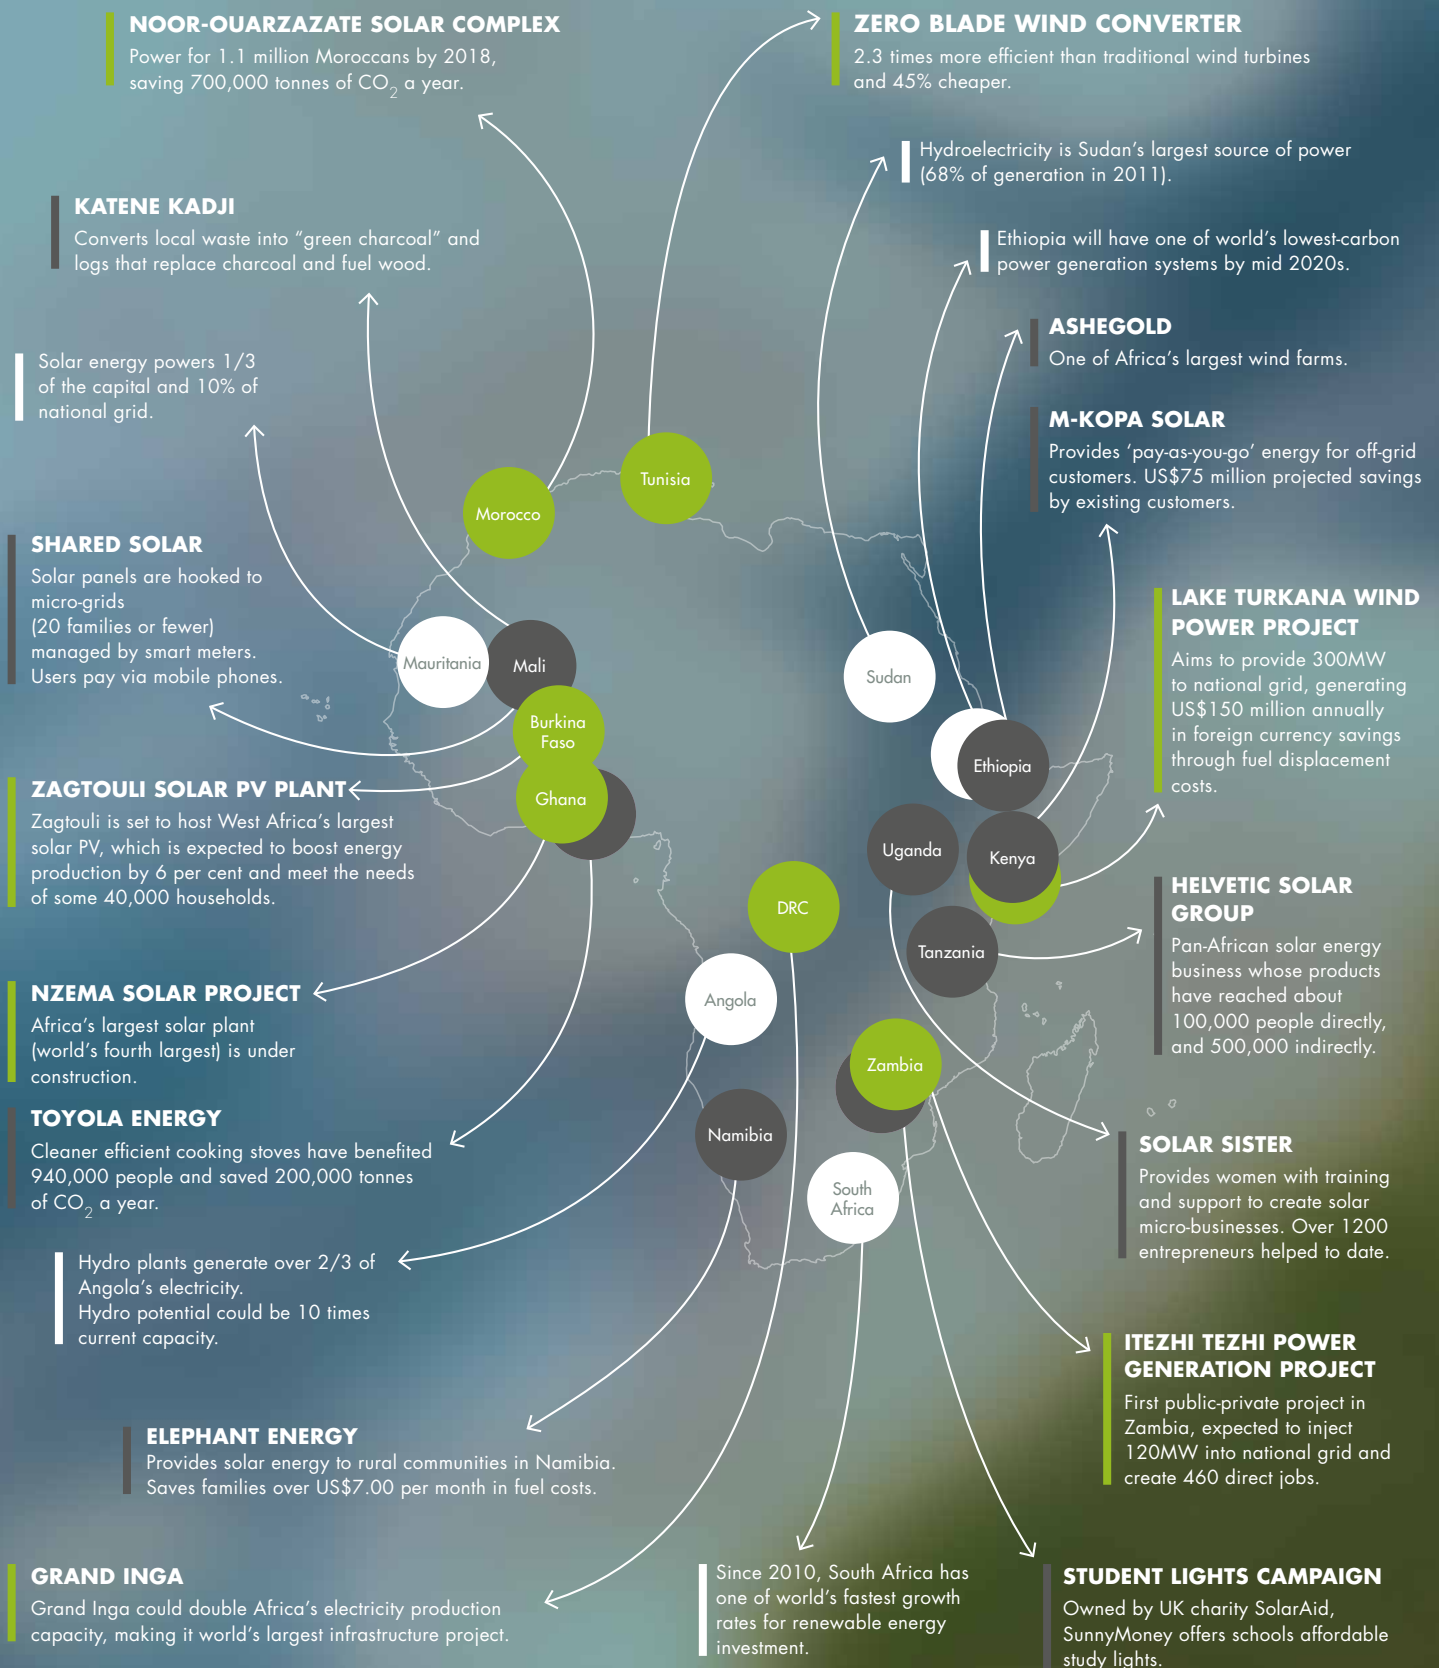 NOOR-OUARZAZATE SOLAR COMPLEX
Power for 1.1 million Moroccans by 2018,
saving 700,000 tonnes of CO2 a year.
ZERO BLADE WIND CONVERTER
2.3 times more efficient than traditional wind turbines
and 45% cheaper.
Hydroelectricity is Sudan’s largest source of power
(68% of generation in 2011).
KATENE KADJI
Converts local waste into “green charcoal” and
logs that replace charcoal and fuel wood.
Ethiopia will have one of world’s lowest-carbon
power generation systems by mid 2020s.
ASHEGOLD
One of Africa’s largest wind farms.
Solar energy powers 1/3
of the capital and 10% of
national grid.
M-KOPA SOLAR
Provides ‘pay-as-you-go’ energy for off-grid
customers. US$75 million projected savings
by existing customers.
Tunisia
Morocco
SHARED SOLAR
Solar panels are hooked to
micro-grids
(20 families or fewer)
managed by smart meters.
Users pay via mobile phones.
LAKE TURKANA WIND
POWER PROJECT
Aims to provide 300MW
to national grid, generating
US$150 million annually
in foreign currency savings
through fuel displacement
costs.
Mauritania
Mali
Sudan
Burkina
Faso
Ethiopia
Ghana
ZAGTOULI SOLAR PV PLANT
Zagtouli is set to host West Africa’s largest
solar PV, which is expected to boost energy
production by 6 per cent and meet the needs
of some 40,000 households.
Uganda
Kenya
DRC
Tanzania
HELVETIC SOLAR
GROUP
Pan-African solar energy
business whose products
have reached about
100,000 people directly,
and 500,000 indirectly.
NZEMA SOLAR PROJECT
Africa’s largest solar plant
(world’s fourth largest) is under
construction.
Angola
Zambia
TOYOLA ENERGY
Cleaner efficient cooking stoves have benefited
940,000 people and saved 200,000 tonnes
of CO2 a year.
Namibia
South
Africa
SOLAR SISTER
Provides women with training
and support to create solar
micro-businesses. Over 1200
entrepreneurs helped to date.
Hydro plants generate over 2/3 of
Angola’s electricity.
Hydro potential could be 10 times
current capacity.
ITEZHI TEZHI POWER
GENERATION PROJECT
First public-private project in
Zambia, expected to inject
120MW into national grid and
create 460 direct jobs.
ELEPHANT ENERGY
Provides solar energy to rural communities in Namibia.
Saves families over US$7.00 per month in fuel costs.
GRAND INGA
Grand Inga could double Africa’s electricity production
capacity, making it world’s largest infrastructure project.
Since 2010, South Africa has
one of world’s fastest growth
rates for renewable energy
investment.
STUDENT LIGHTS CAMPAIGN
Owned by UK charity SolarAid,
SunnyMoney offers schools affordable
study lights.